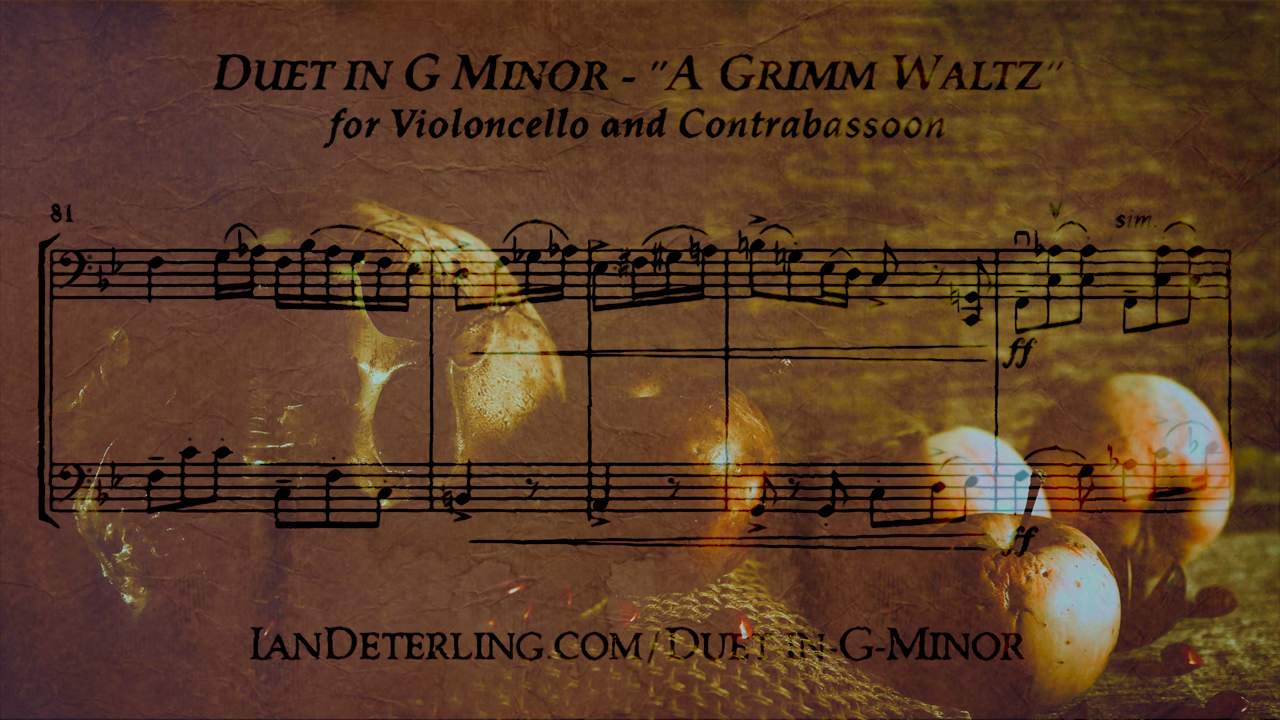 DUET IN G MINOR - "A GRIMM WALTZ"
for Violoncello and Contrabassoon
81
sim.
ff
ff
IANDETERLING.COM/DUET-IN-G-MINOR